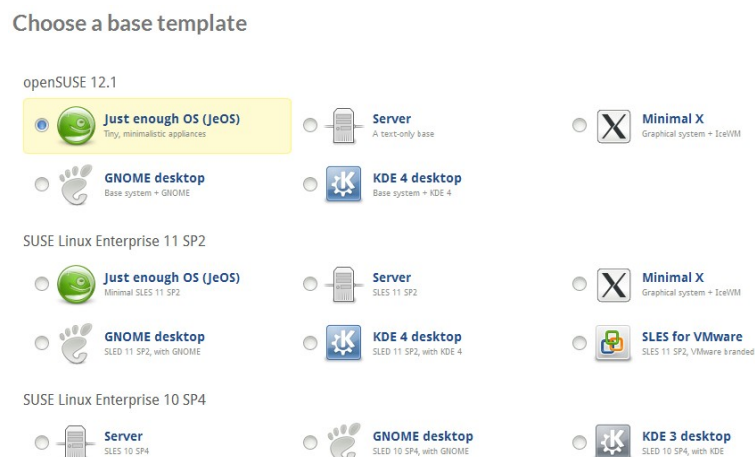 Choose a base template
openSUSE 12.1
Just enough OS (JeOS)
Tiny, minimalistic appliances
Server
A text-only base
Minimal X
Graphical system + IceWM
GNOME desktop
Base system + GNOME
KDE 4 desktop
Base system + KDE 4
SUSE Linux Enterprise 11 SP2
Just enough OS (JeOS)
Minimal SLES 11 SP2
Server
SLES 11 SP2
Minimal X
Graphical system + IceWM
GNOME desktop
SLED 11 SP2, with GNOME
KDE 4 desktop
SLED 11 SP2, with KDE 4
SLES for VMware
SLES 11 SP2, VMware branded
SUSE Linux Enterprise 10 SP4
Server
SLES 10 SP4
GNOME desktop
SLED 10 SP4, with GNOME
KDE 3 desktop
SLED 10 SP4, with KDE